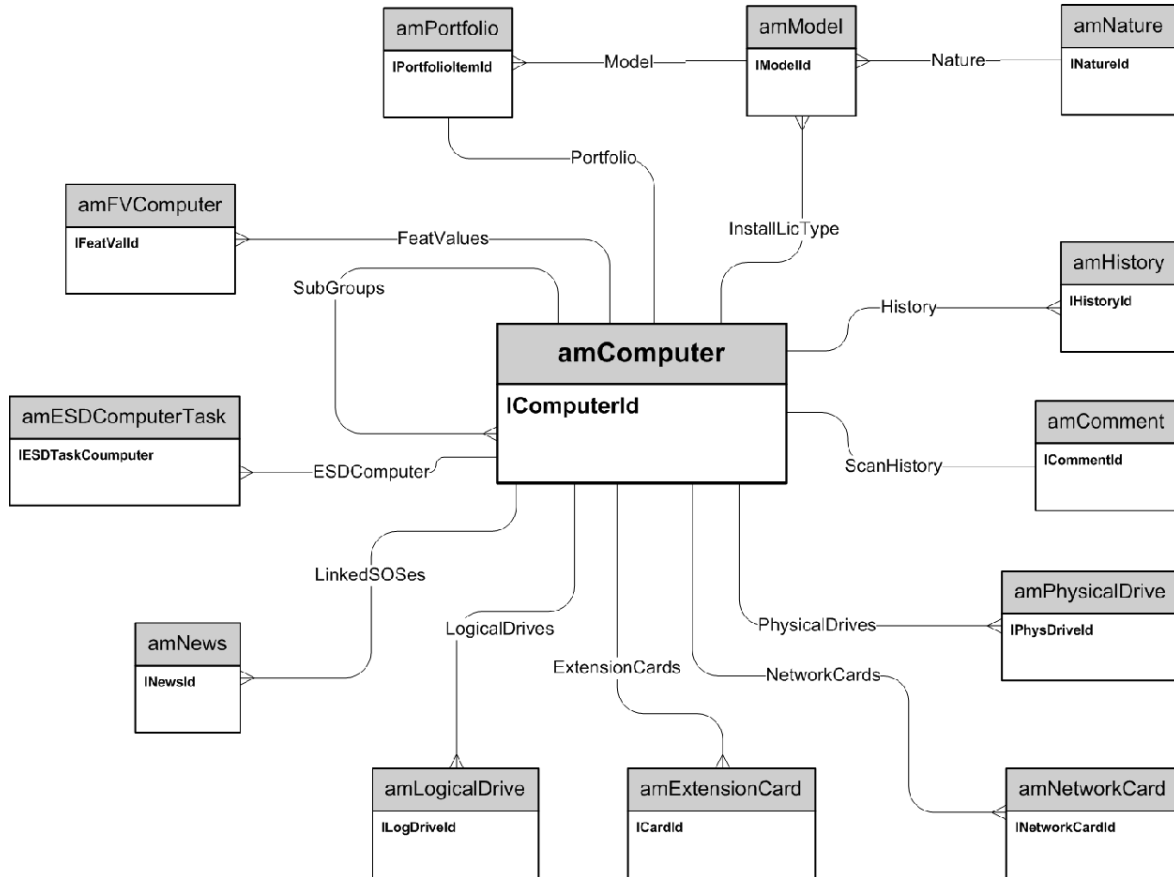 amPortfolio
lPortfolioItemId
Model
amModel
lModelId
Nature
amNature
lNatureId
Portfolio
amFVComputer
lFeatValId
FeatValues
InstallLicType
SubGroups
amHistory
lHistoryId
History
amComputer
lComputerId
amESDComputerTask
lESDTaskCoumputer
ESDComputer
amComment
lCommentId
ScanHistory
LinkedSOSes
amNews
lNewsId
LogicalDrives
ExtensionCards
PhysicalDrives
NetworkCards
amPhysicalDrive
lPhysDriveId
amLogicalDrive
lLogDriveId
amExtensionCard
lCardId
amNetworkCard
lNetworkCardId